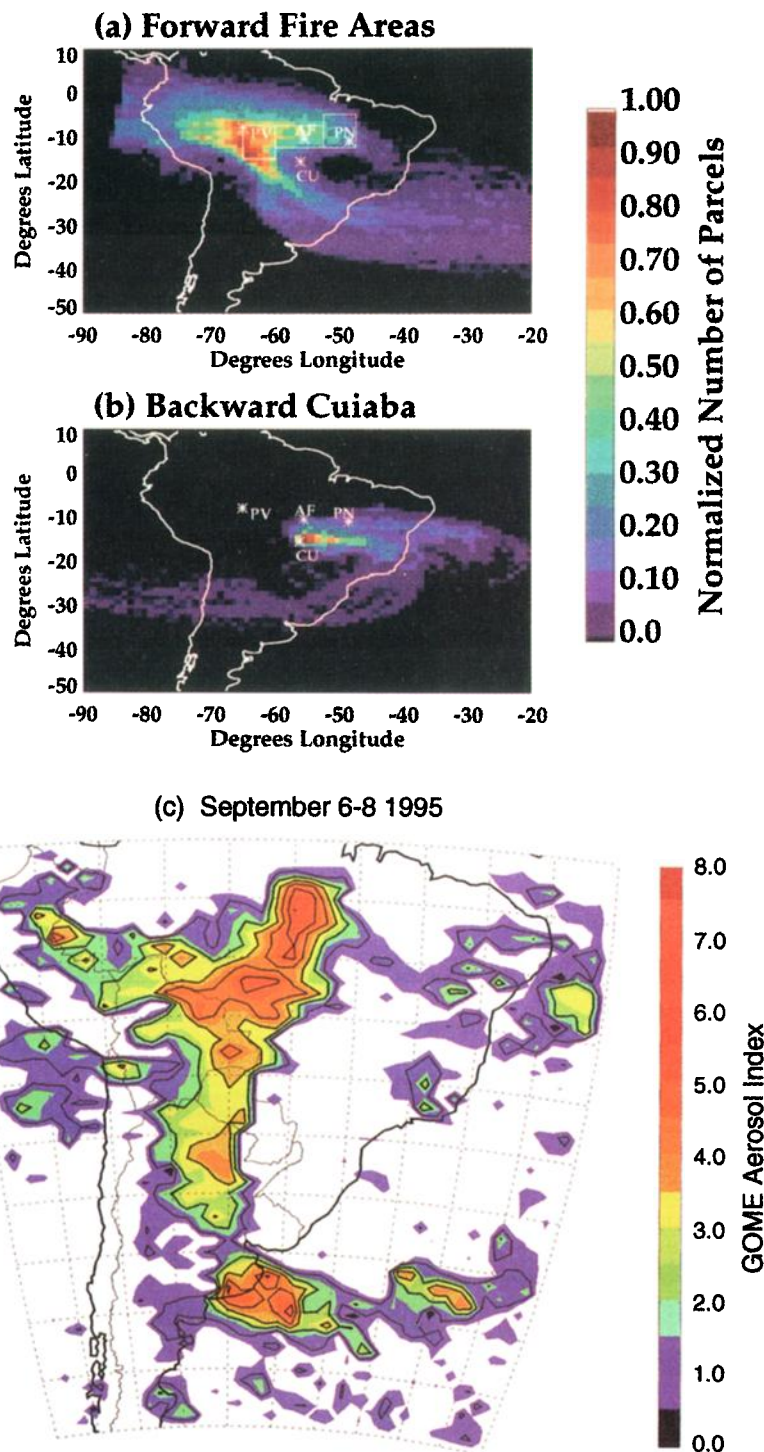 (a) Forward Fire Areas
10
0
-10
-20
-30
-40
-50
Degrees Latitude
PV
AF
PN
CU
-90 -80 -70 -60 -50 -40 -30 -20
Degrees Longitude
(b) Backward Cuiaba
10
0
-10
-20
-30
-40
-50
Degrees Latitude
PV
AF
PN
CU
-90 -80 -70 -60 -50 -40 -30 -20
Degrees Longitude
1.00
0.90
0.80
0.70
0.60
0.50
0.40
0.30
0.20
0.10
0.0
Normalized Number of Parcels
(c) September 6-8 1995
8.0
7.0
6.0
5.0
4.0
3.0
2.0
1.0
0.0
GOME Aerosol Index